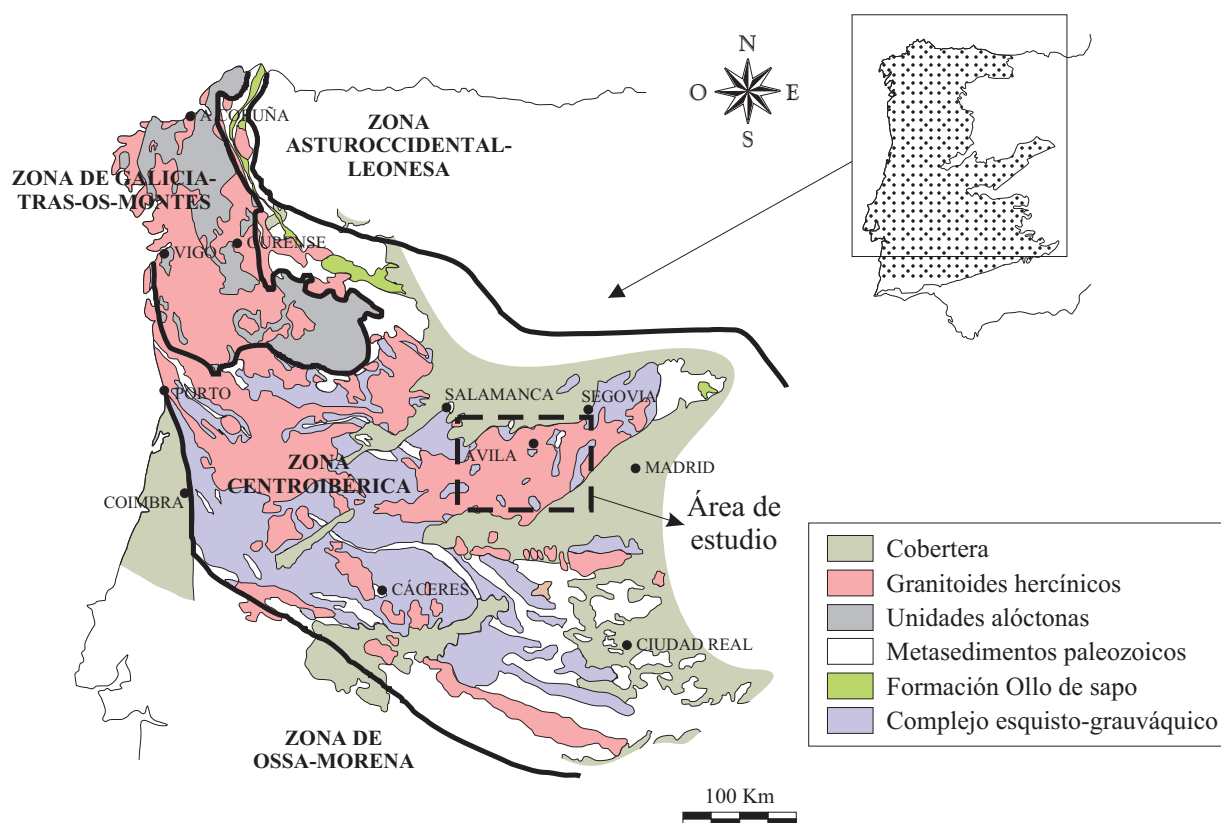 N
O
E
S
A CORUÑA
ZONA
ASTUROCCIDENTAL-
LEONESA
ZONA DE GALICIA-
TRAS-OS-MONTES
OURENSE
VIGO
PORTO
SALAMANCA
SEGOVIA
ÁVILA
MADRID
ZONA
CENTROIBÉRICA
COIMBRA
Área de
estudio
CÁCERES
CIUDAD REAL
ZONA DE
OSSA-MORENA
Cobertera
Granitoides hercínicos
Unidades alóctonas
Metasedimentos paleozoicos
Formación Ollo de sapo
Complejo esquisto-grauváquico
100 Km